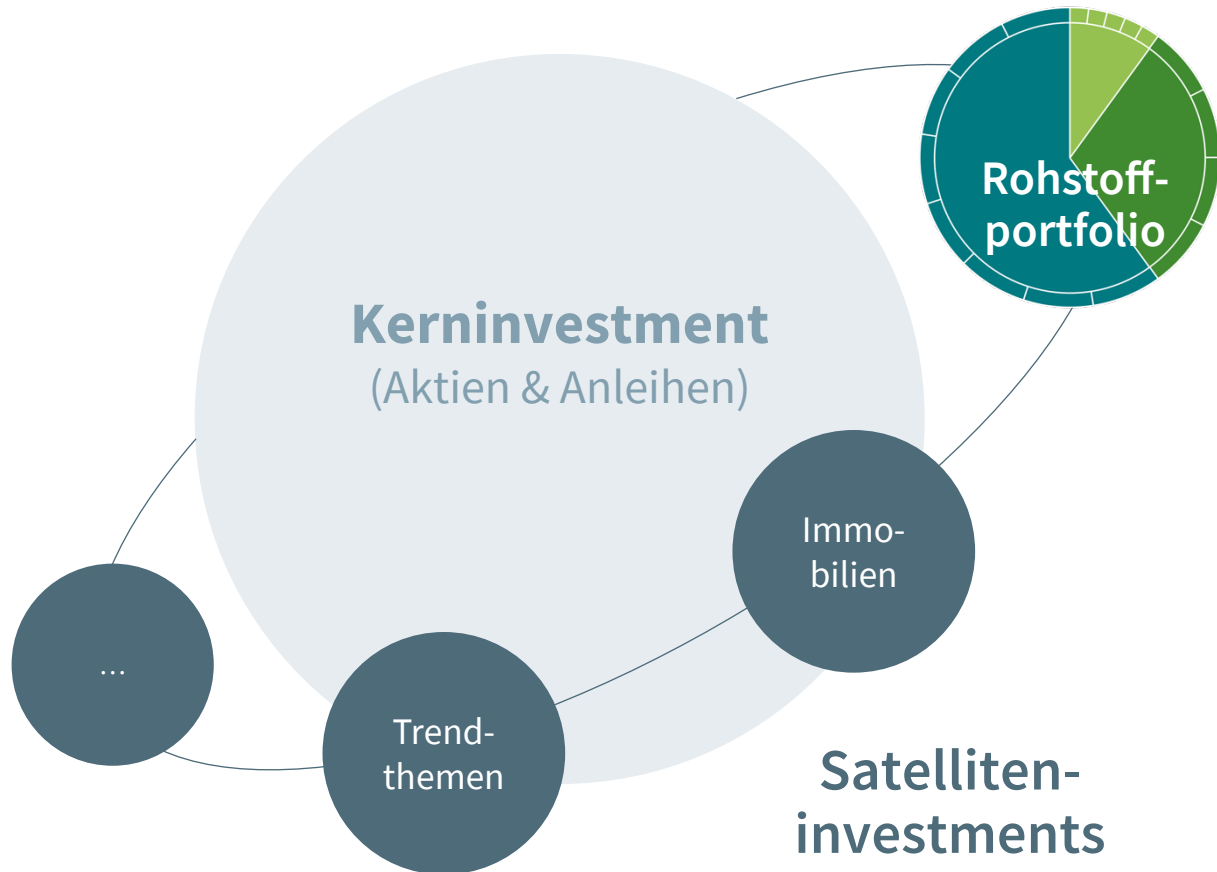 Rohstoff-
portfolio
Kerninvestment
(Aktien & Anleihen)
Immo-
bilien
...
Trend-
themen
Satelliten-
investments